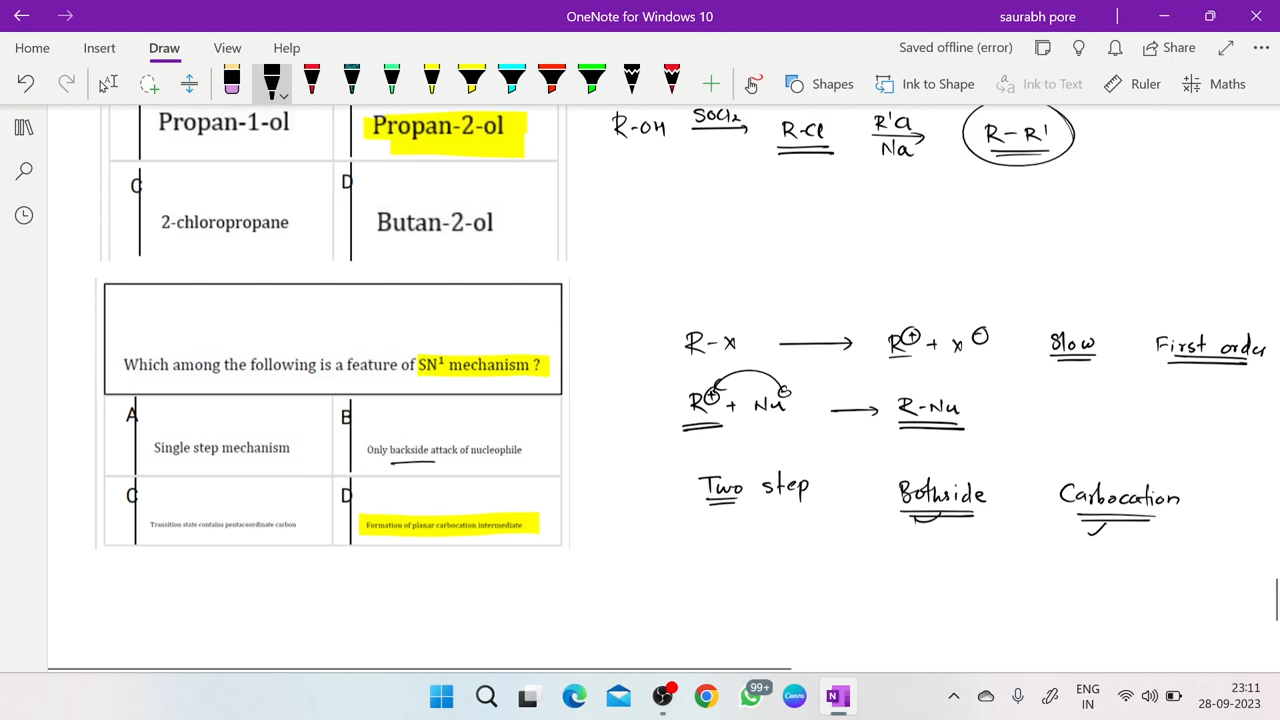 OneNote for Windows 10
saurabh pore
Home Insert Draw View Help
Saved offline (error)
Share
Shapes
Ink to Shape
Ink to Text
Ruler
Maths
Propan-1-ol
Propan-2-ol
C
2-chloropropane
D
Butan-2-ol
R-OH SOCl2 R-Cl R'Cl Na R-R'
Which among the following is a feature of SN¹ mechanism ?
A
Single step mechanism
B
Only backside attack of nucleophile
C
Transition state contains pentacoordinate carbon
D
Formation of planar carbocation intermediate
R-X ⟶ R⊕ + X⊖ Slow First order
R⊕ + Nu⊖ ⟶ R-Nu
Two step Bothside Carbocation
99+
ENG
IN
23:11
28-09-2023